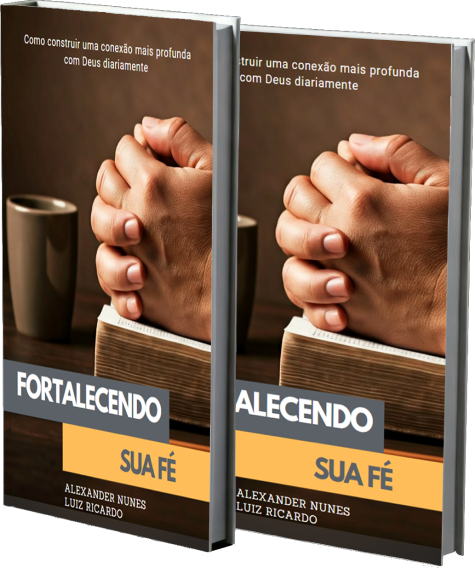 Como construir uma conexão mais profunda
com Deus diariamente
FORTALECENDO
SUA FÉ
ALEXANDER NUNES
LUIZ RICARDO
struir uma conexão mais profunda
com Deus diariamente
ALECENDO
SUA FÉ
ALEXANDER NUNES
LUIZ RICARDO